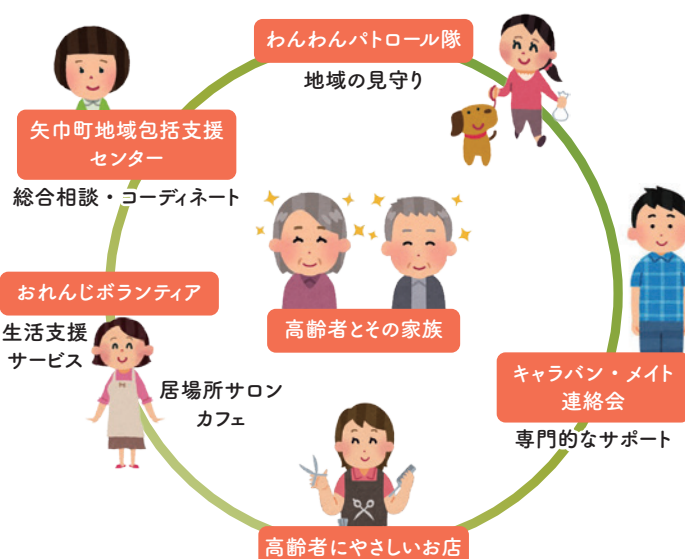 わんわんパトロール隊
地域の見守り
矢巾町地域包括支援
センター
総合相談・コーディネート
高齢者とその家族
おれんじボランティア
生活支援
サービス
居場所サロン
カフェ
キャラバン・メイト
連絡会
専門的なサポート
高齢者にやさしいお店